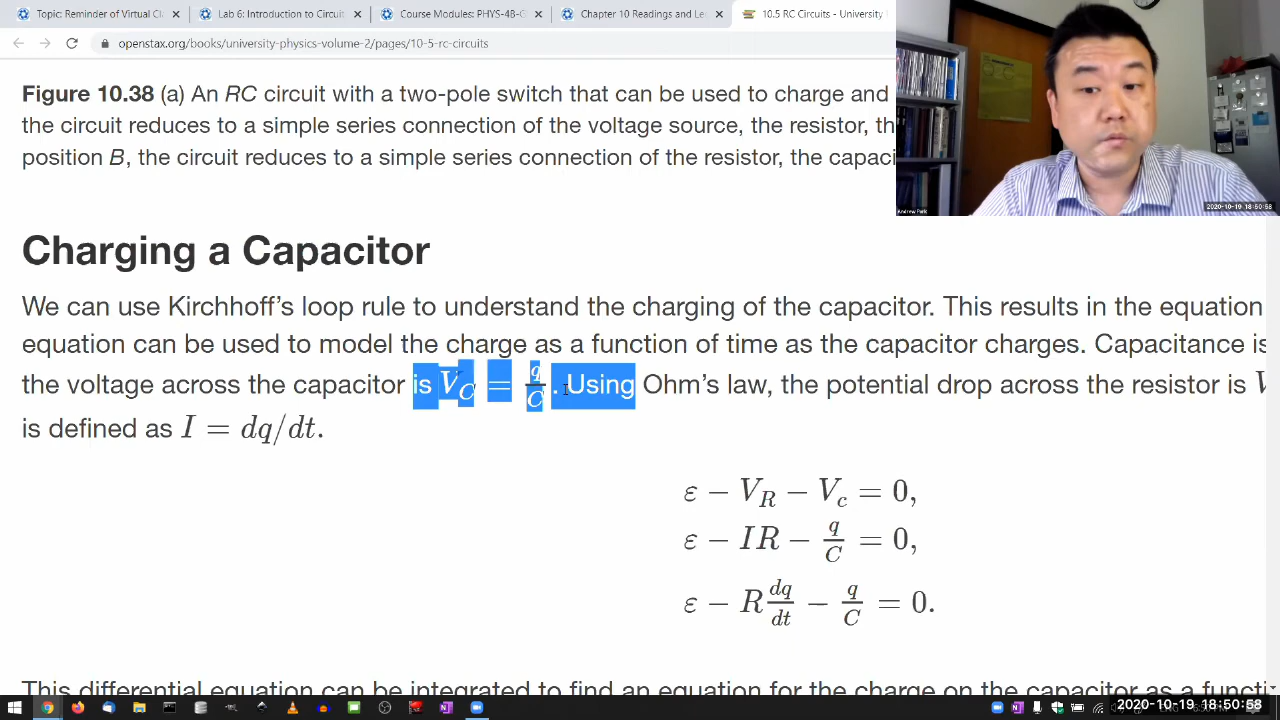 Topic: Reminder of Virtual Cl
Lab 6: Introduction to Circuit
Course Modules: PHYS-4B-G
Chapter 10 Readings and Le
10.5 RC Circuits - University
openstax.org/books/university-physics-volume-2/pages/10-5-rc-circuits
Figure 10.38 (a) An RC circuit with a two-pole switch that can be used to charge and
the circuit reduces to a simple series connection of the voltage source, the resistor, th
position B, the circuit reduces to a simple series connection of the resistor, the capaci
Andrew Park
2020-10-19 18:50:58
Charging a Capacitor
We can use Kirchhoff's loop rule to understand the charging of the capacitor. This results in the equation
equation can be used to model the charge as a function of time as the capacitor charges. Capacitance is
the voltage across the capacitor is V_C = q/C. Using Ohm's law, the potential drop across the resistor is V
is defined as I = dq/dt.
ε − V_R − V_c = 0,
ε − IR − q/C = 0,
ε − R dq/dt − q/C = 0.
This differential equation can be integrated to find an equation for the charge on the capacitor as a functi
2020-10-19 18:50:58